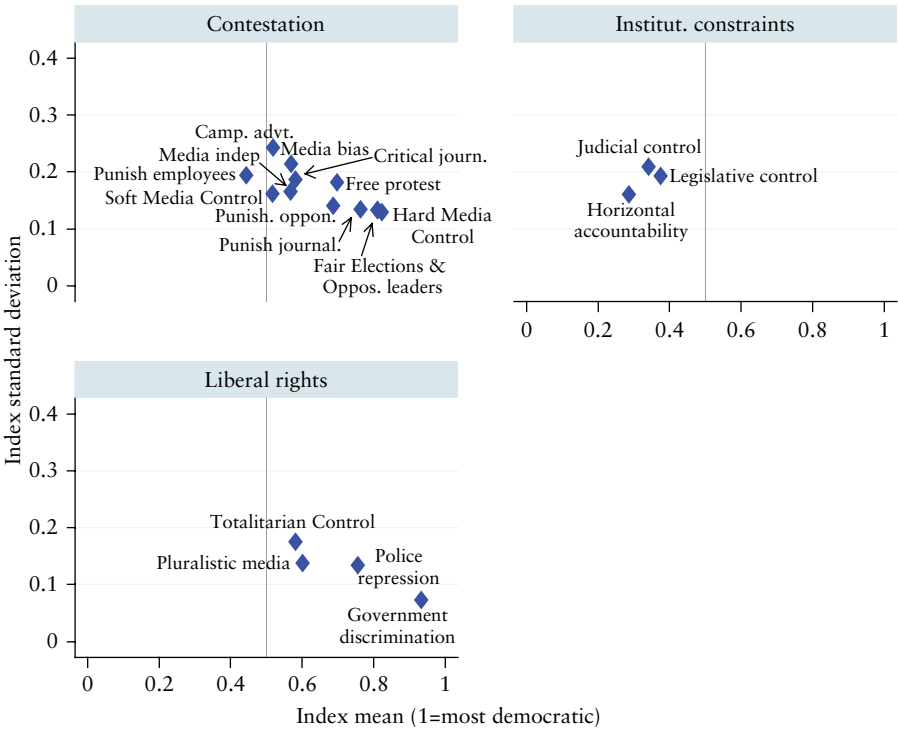 Contestation
Institut. constraints
0.4
0.3
0.2
0.1
0
Camp. advt.
Media indep
Media bias
Critical journ.
Punish employees
Free protest
Soft Media Control
Punish. oppon.
Hard Media
Control
Punish journal.
Fair Elections &
Oppos. leaders
Judicial control
Legislative control
Horizontal
accountability
0 0.2 0.4 0.6 0.8 1
Index standard deviation
Liberal rights
0.4
0.3
0.2
0.1
0
Totalitarian Control
Pluralistic media
Police
repression
Government
discrimination
0 0.2 0.4 0.6 0.8 1
Index mean (1=most democratic)